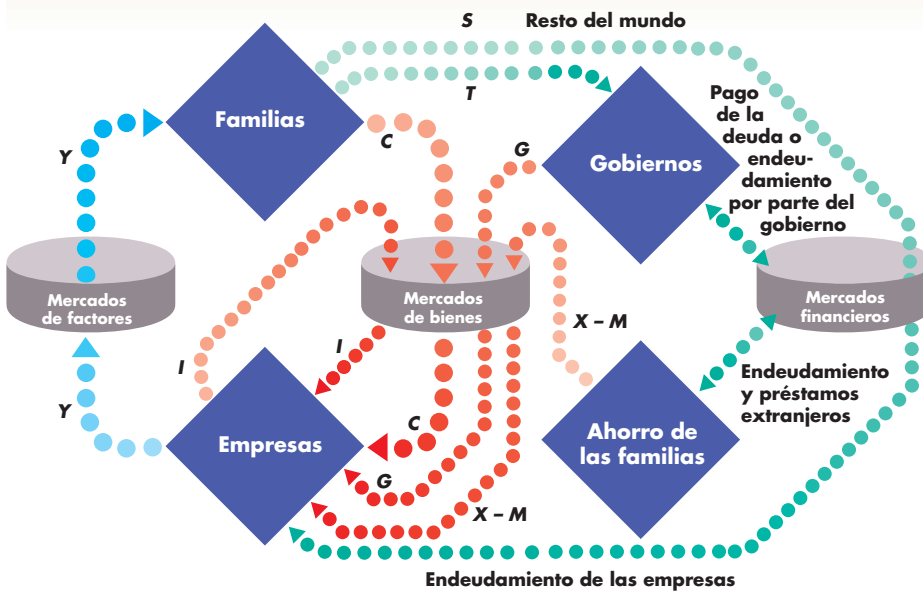 S
Resto del mundo
T
Familias
Y
C
G
Gobiernos
Pago
de la
deuda o
endeu-
damiento
por parte del
gobierno
Mercados
de factores
Mercados
de bienes
Mercados
financieros
X – M
I
I
Y
Empresas
C
G
X – M
Ahorro de
las familias
Endeudamiento
y préstamos
extranjeros
Endeudamiento de las empresas